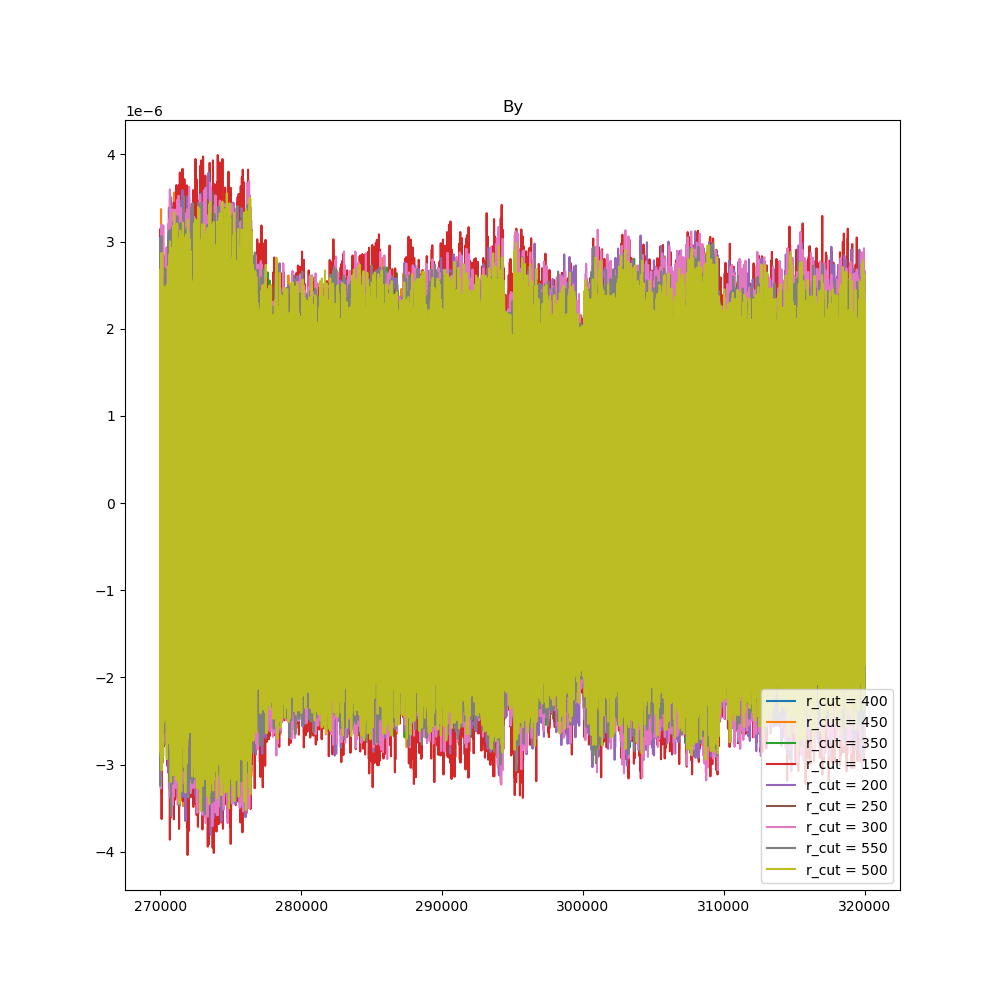 By
1e−6
4
3
2
1
0
−1
−2
−3
−4
270000 280000 290000 300000 310000 320000
r_cut = 400
r_cut = 450
r_cut = 350
r_cut = 150
r_cut = 200
r_cut = 250
r_cut = 300
r_cut = 550
r_cut = 500